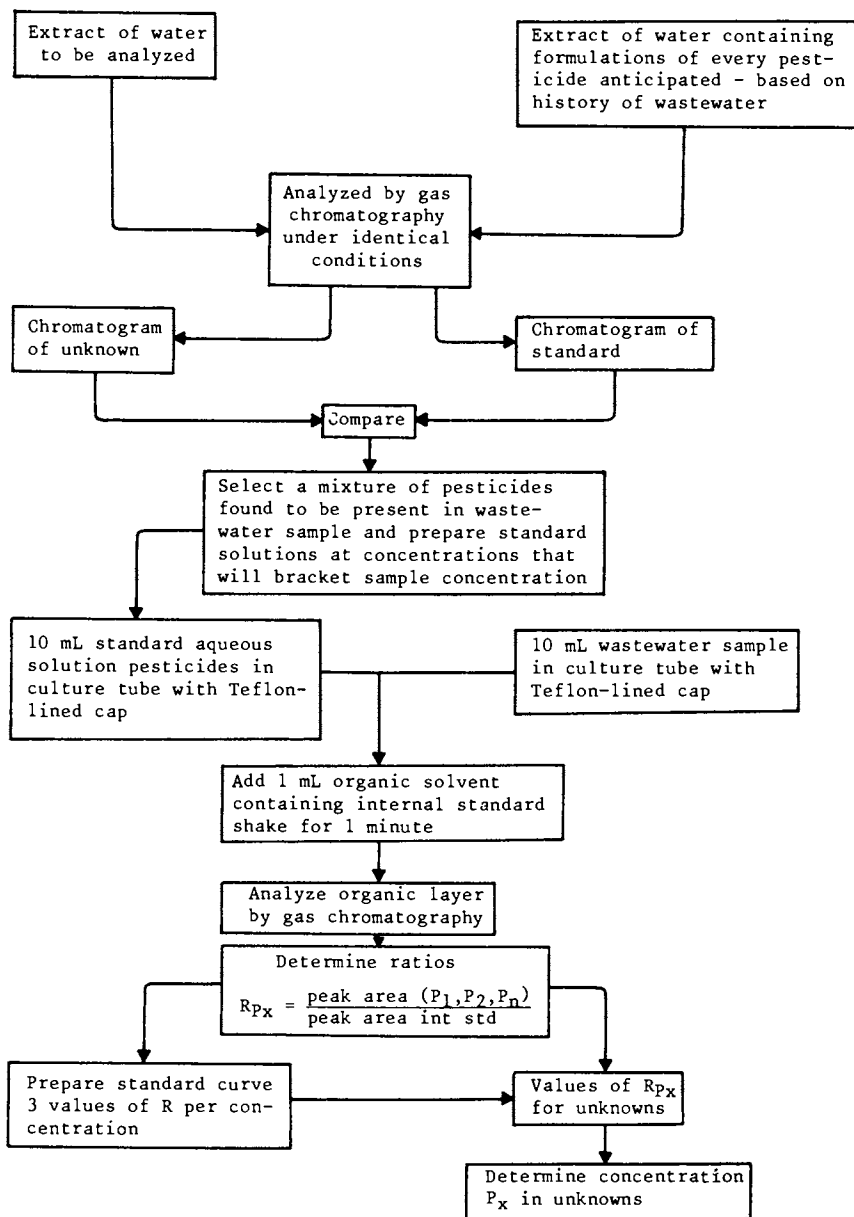 Extract of water
to be analyzed
Extract of water containing
formulations of every pest-
icide anticipated - based on
history of wastewater
Analyzed by gas
chromatography
under identical
conditions
Chromatogram
of unknown
Chromatogram of
standard
Compare
Select a mixture of pesticides
found to be present in waste-
water sample and prepare standard
solutions at concentrations that
will bracket sample concentration
10 mL standard aqueous
solution pesticides in
culture tube with Teflon-
lined cap
10 mL wastewater sample
in culture tube with
Teflon-lined cap
Add 1 mL organic solvent
containing internal standard
shake for 1 minute
Analyze organic layer
by gas chromatography
Determine ratios
R_Px = peak area (P1,P2,Pn)
peak area int std
Prepare standard curve
3 values of R per con-
centration
Values of R_Px
for unknowns
Determine concentration
P_x in unknowns